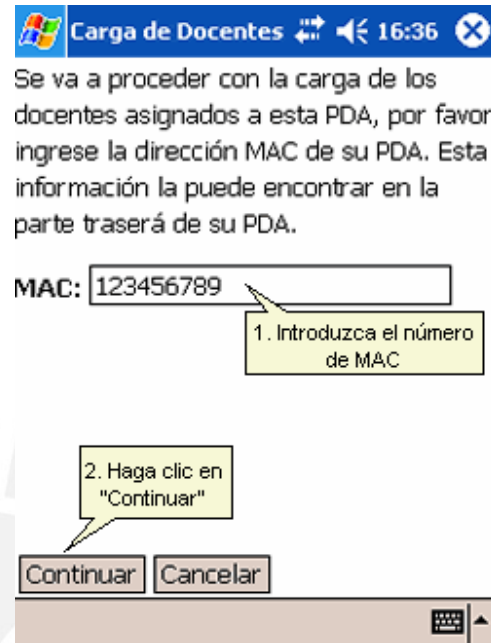 Carga de Docentes 16:36
Se va a proceder con la carga de los
docentes asignados a esta PDA, por favor
ingrese la dirección MAC de su PDA. Esta
información la puede encontrar en la
parte traserá de su PDA.
MAC: 123456789
1. Introduzca el número
de MAC
2. Haga clic en
"Continuar"
Continuar Cancelar